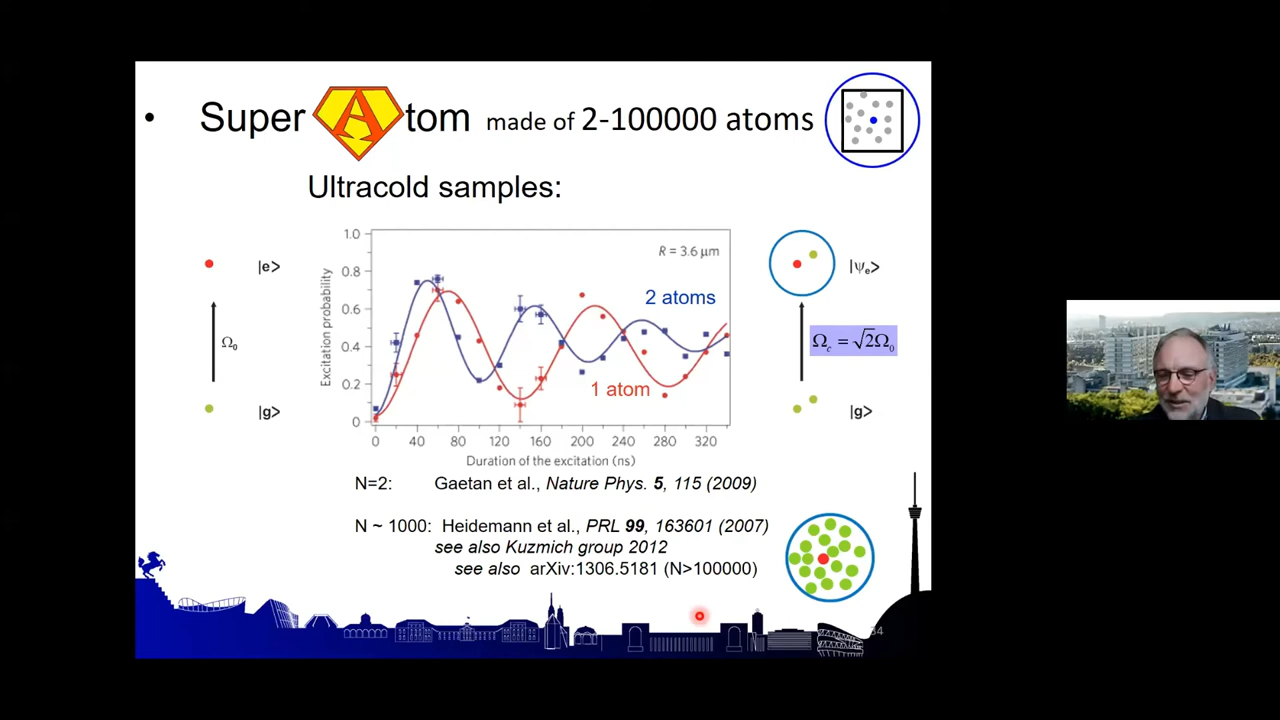 • Super A tom made of 2-100000 atoms
Ultracold samples:
|e>
Ω0
|g>
Excitation probability
1.0
0.8
0.6
0.4
0.2
0
R = 3.6 μm
2 atoms
1 atom
0 40 80 120 160 200 240 280 320
Duration of the excitation (ns)
|ψe>
Ωc = √2Ω0
|g>
N=2: Gaetan et al., Nature Phys. 5, 115 (2009)
N ~ 1000: Heidemann et al., PRL 99, 163601 (2007)
see also Kuzmich group 2012
see also arXiv:1306.5181 (N>100000)